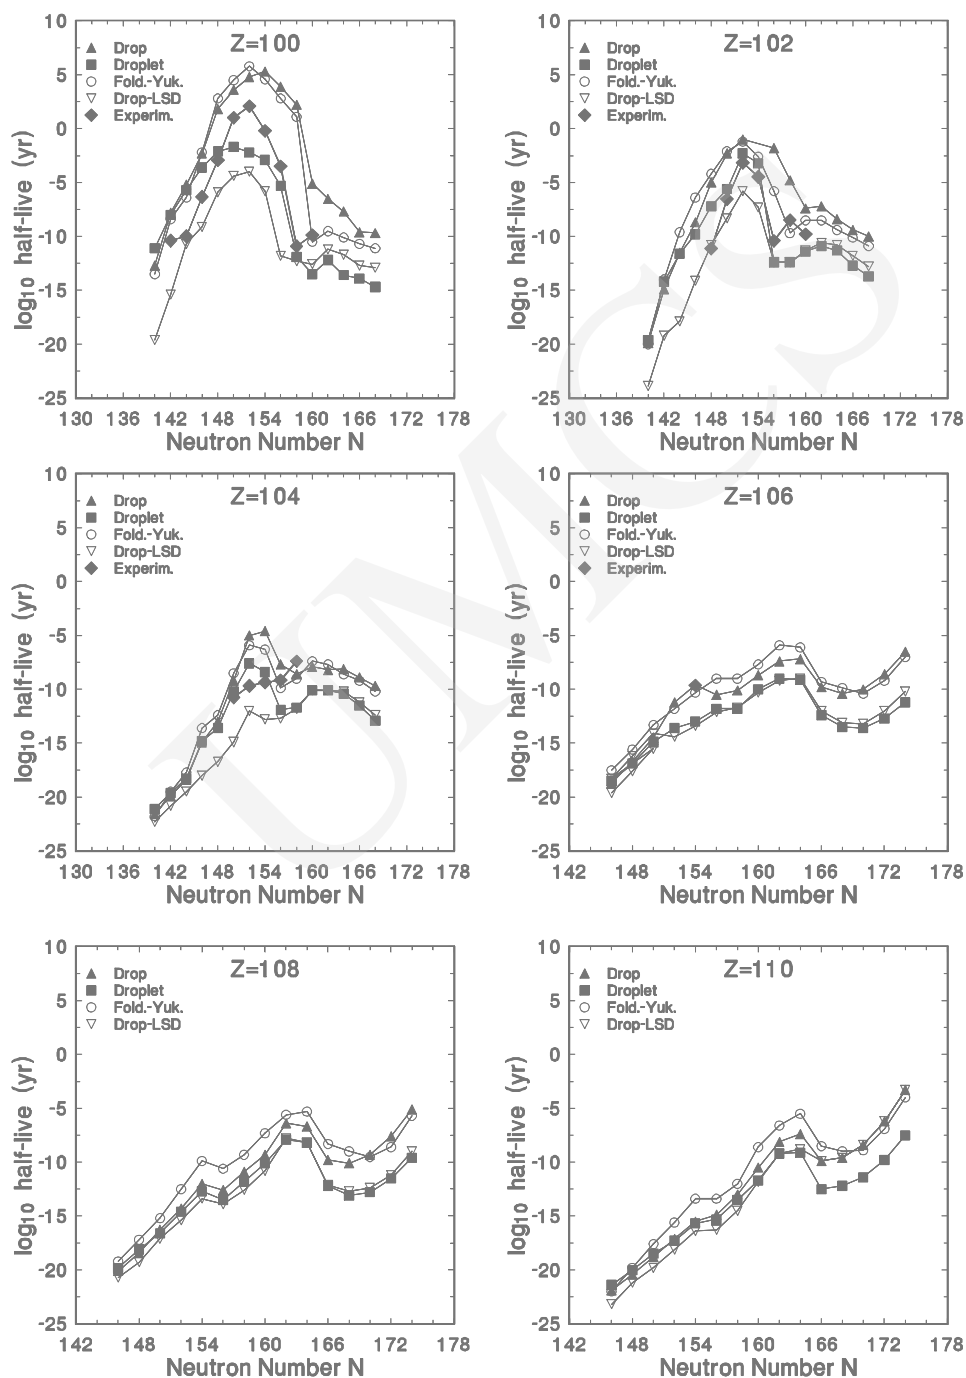 Z=100
Drop
Droplet
Fold.-Yuk.
Drop-LSD
Experim.
log10 half-live (yr)
10
5
0
-5
-10
-15
-20
-25
130 136 142 148 154 160 166 172 178
Neutron Number N
Z=102
Drop
Droplet
Fold.-Yuk.
Drop-LSD
Experim.
log10 half-live (yr)
10
5
0
-5
-10
-15
-20
-25
130 136 142 148 154 160 166 172 178
Neutron Number N
Z=104
Drop
Droplet
Fold.-Yuk.
Drop-LSD
Experim.
log10 half-live (yr)
10
5
0
-5
-10
-15
-20
-25
130 136 142 148 154 160 166 172 178
Neutron Number N
Z=106
Drop
Droplet
Fold.-Yuk.
Drop-LSD
Experim.
log10 half-live (yr)
10
5
0
-5
-10
-15
-20
-25
142 148 154 160 166 172 178
Neutron Number N
Z=108
Drop
Droplet
Fold.-Yuk.
Drop-LSD
log10 half-live (yr)
10
5
0
-5
-10
-15
-20
-25
142 148 154 160 166 172 178
Neutron Number N
Z=110
Drop
Droplet
Fold.-Yuk.
Drop-LSD
log10 half-live (yr)
10
5
0
-5
-10
-15
-20
-25
142 148 154 160 166 172 178
Neutron Number N
UMCS